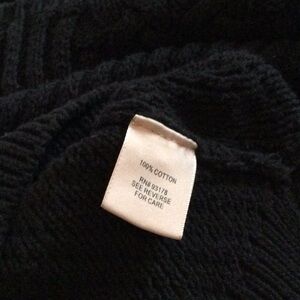 100% COTTON
RN# 93178
SEE REVERSE
FOR CARE